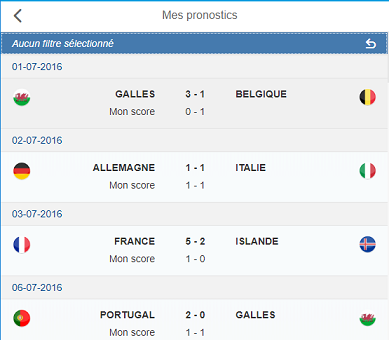 Mes pronostics
Aucun filtre sélectionné
01-07-2016
GALLES 3 - 1 BELGIQUE
Mon score 0 - 1
02-07-2016
ALLEMAGNE 1 - 1 ITALIE
Mon score 1 - 1
03-07-2016
FRANCE 5 - 2 ISLANDE
Mon score 1 - 0
06-07-2016
PORTUGAL 2 - 0 GALLES
Mon score 1 - 1